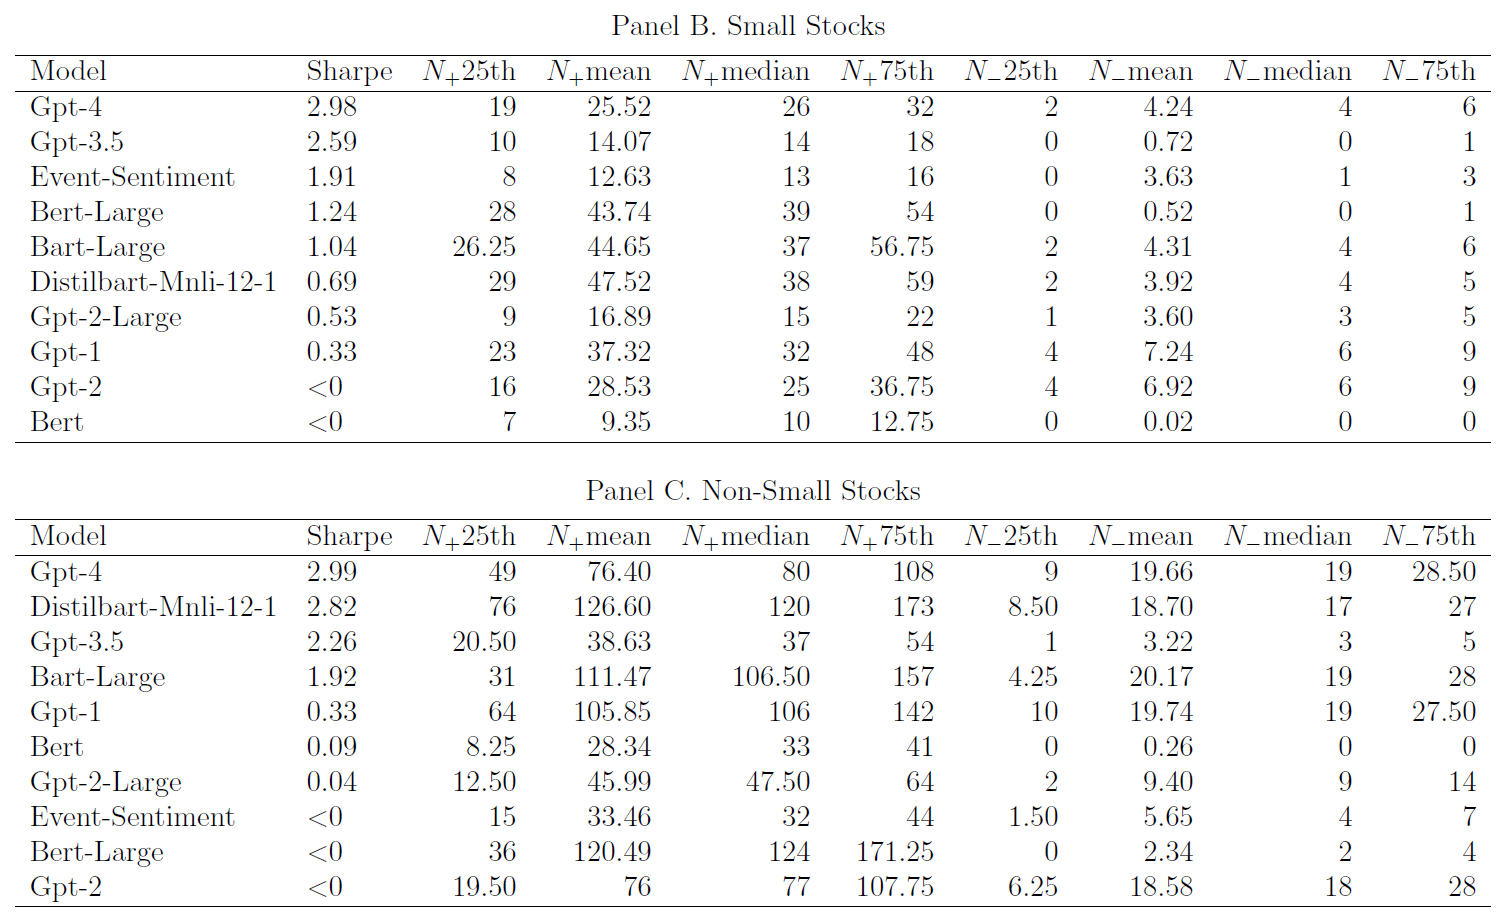 Panel B. Small Stocks
Model Sharpe N+25th N+mean N+median N+75th N−25th N−mean N−median N−75th
Gpt-4 2.98 19 25.52 26 32 2 4.24 4 6
Gpt-3.5 2.59 10 14.07 14 18 0 0.72 0 1
Event-Sentiment 1.91 8 12.63 13 16 0 3.63 1 3
Bert-Large 1.24 28 43.74 39 54 0 0.52 0 1
Bart-Large 1.04 26.25 44.65 37 56.75 2 4.31 4 6
Distilbart-Mnli-12-1 0.69 29 47.52 38 59 2 3.92 4 5
Gpt-2-Large 0.53 9 16.89 15 22 1 3.60 3 5
Gpt-1 0.33 23 37.32 32 48 4 7.24 6 9
Gpt-2 <0 16 28.53 25 36.75 4 6.92 6 9
Bert <0 7 9.35 10 12.75 0 0.02 0 0
Panel C. Non-Small Stocks
Model Sharpe N+25th N+mean N+median N+75th N−25th N−mean N−median N−75th
Gpt-4 2.99 49 76.40 80 108 9 19.66 19 28.50
Distilbart-Mnli-12-1 2.82 76 126.60 120 173 8.50 18.70 17 27
Gpt-3.5 2.26 20.50 38.63 37 54 1 3.22 3 5
Bart-Large 1.92 31 111.47 106.50 157 4.25 20.17 19 28
Gpt-1 0.33 64 105.85 106 142 10 19.74 19 27.50
Bert 0.09 8.25 28.34 33 41 0 0.26 0 0
Gpt-2-Large 0.04 12.50 45.99 47.50 64 2 9.40 9 14
Event-Sentiment <0 15 33.46 32 44 1.50 5.65 4 7
Bert-Large <0 36 120.49 124 171.25 0 2.34 2 4
Gpt-2 <0 19.50 76 77 107.75 6.25 18.58 18 28